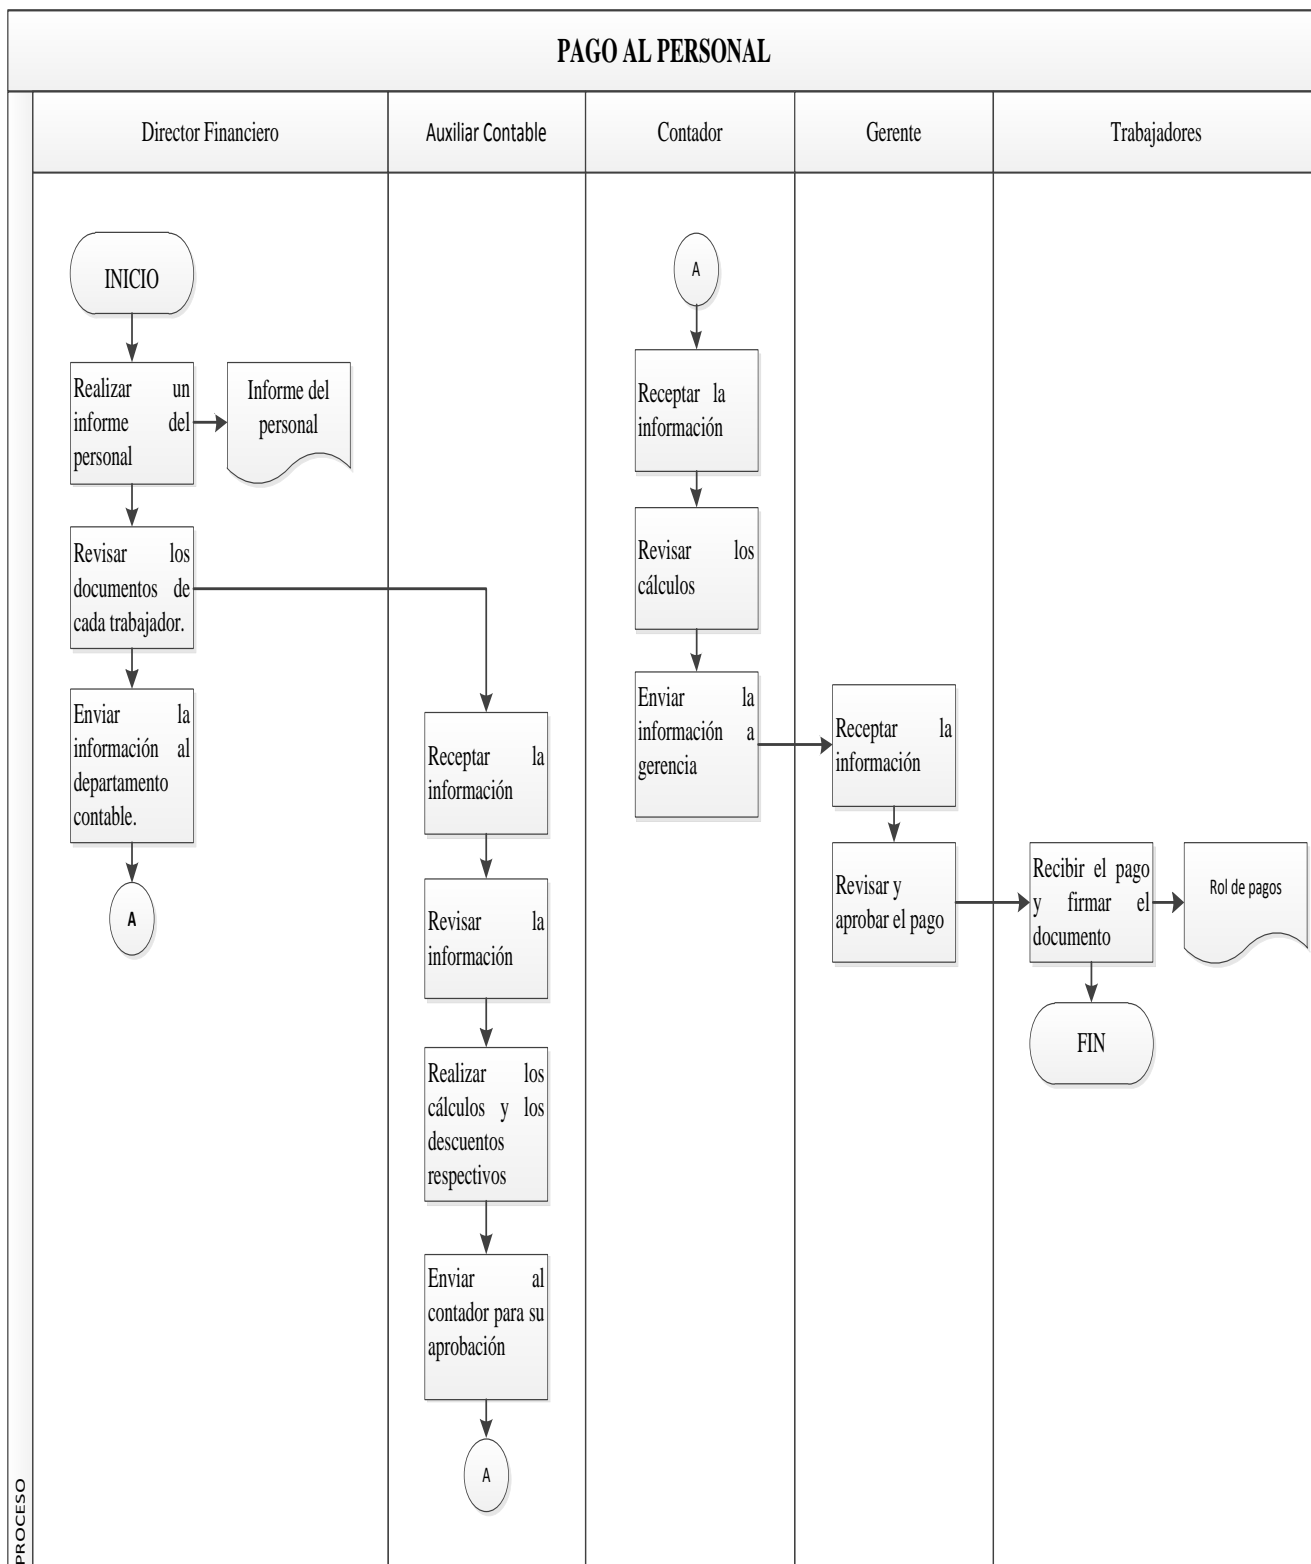 PAGO AL PERSONAL
PROCESO
Director Financiero
Auxiliar Contable
Contador
Gerente
Trabajadores
INICIO
Realizar un
informe del
personal
Informe del
personal
Revisar los
documentos de
cada trabajador.
Enviar la
información al
departamento
contable.
A
Receptar la
información
Revisar la
información
Realizar los
cálculos y los
descuentos
respectivos
Enviar al
contador para su
aprobación
A
A
Receptar la
información
Revisar los
cálculos
Enviar la
información a
gerencia
Receptar la
información
Revisar y
aprobar el pago
Recibir el pago
y firmar el
documento
Rol de pagos
FIN